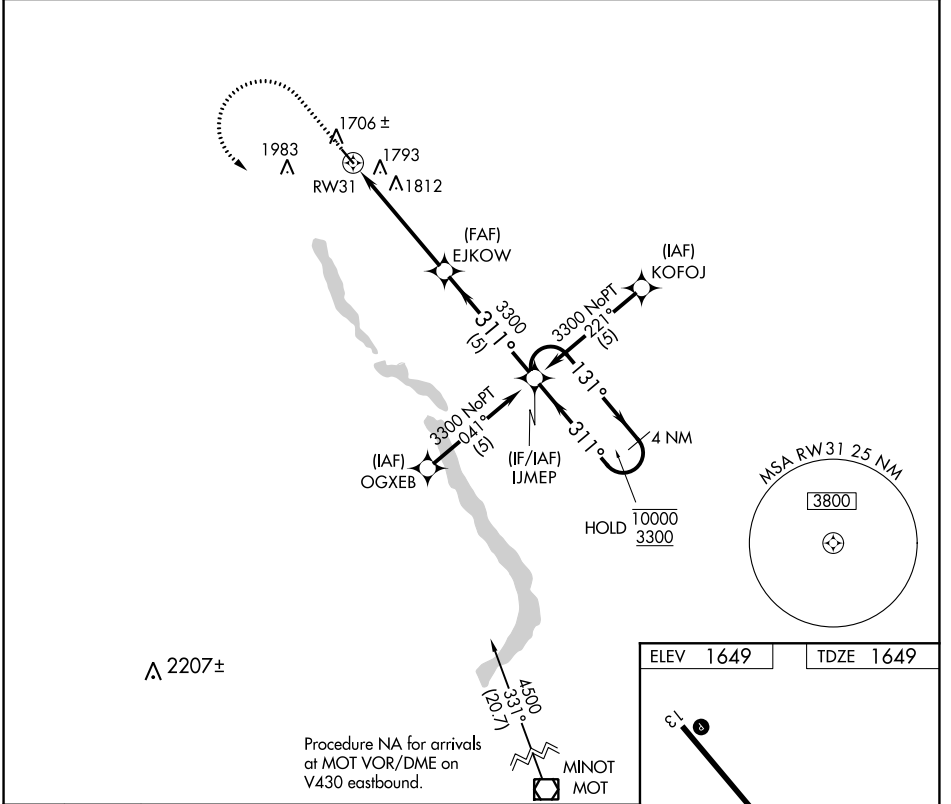 1706 ±
1983
1793
1812
RW31
(FAF)
EJKOW
(IAF)
KOFOJ
3300
311°
(5)
3300 NoPT
221°
(5)
131°
3300 NoPT
041°
(5)
311°
4 NM
(IAF)
OGXEB
(IF/IAF)
IJMEP
HOLD
10000
3300
MSA RW31 25 NM
3800
2207 ±
4500
331°
(20.7)
Procedure NA for arrivals
at MOT VOR/DME on
V430 eastbound.
MINOT
MOT
ELEV 1649
TDZE 1649
13